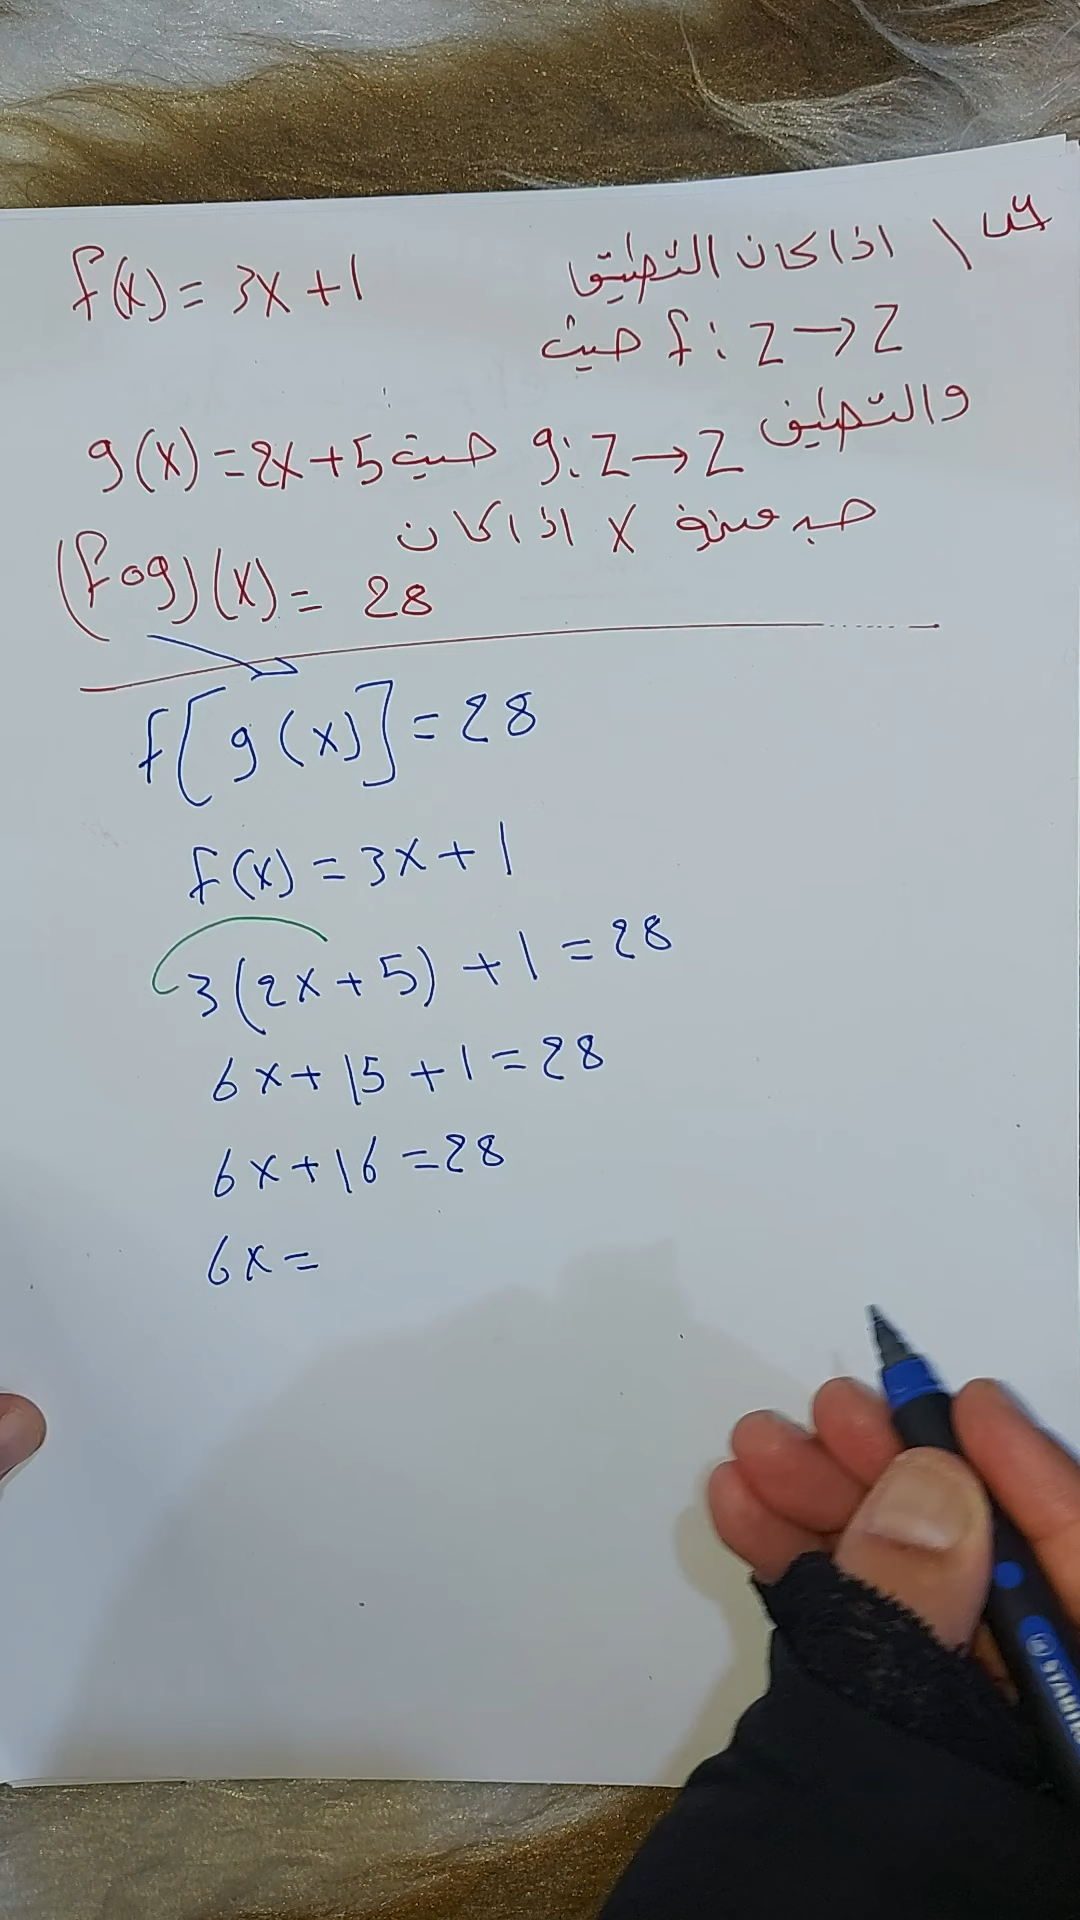 س \ اذا كان التطبيق f(x) = 3x + 1
f : Z → Z حيث
والتطبيق
g : Z → Z حيث g(x) = 2x + 5
جد قيمة x اذا كان
(fog)(x) = 28
f[g(x)] = 28
f(x) = 3x + 1
3(2x + 5) + 1 = 28
6x + 15 + 1 = 28
6x + 16 = 28
6x =